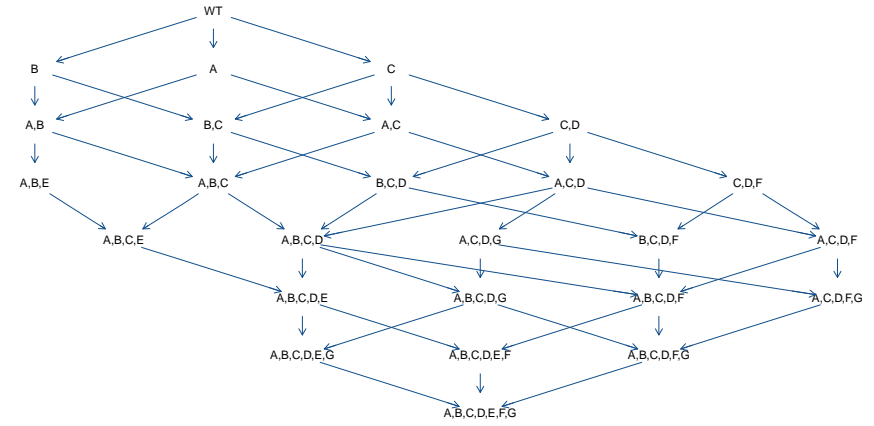 WT
B
A
C
A,B
B,C
A,C
C,D
A,B,E
A,B,C
B,C,D
A,C,D
C,D,F
A,B,C,E
A,B,C,D
A,C,D,G
B,C,D,F
A,C,D,F
A,B,C,D,E
A,B,C,D,G
A,B,C,D,F
A,C,D,F,G
A,B,C,D,E,G
A,B,C,D,E,F
A,B,C,D,F,G
A,B,C,D,E,F,G